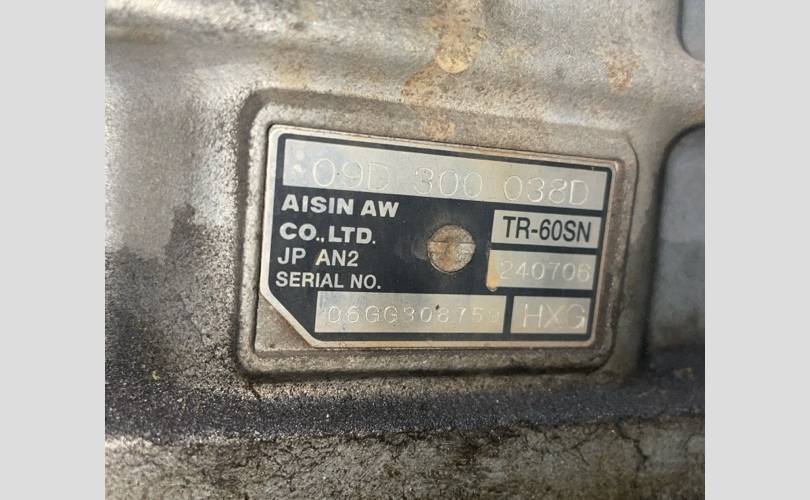 09D 300 038D
AISIN AW
CO.,LTD.
TR-60SN
JP AN2
240706
SERIAL NO.
06GG308759
HXG